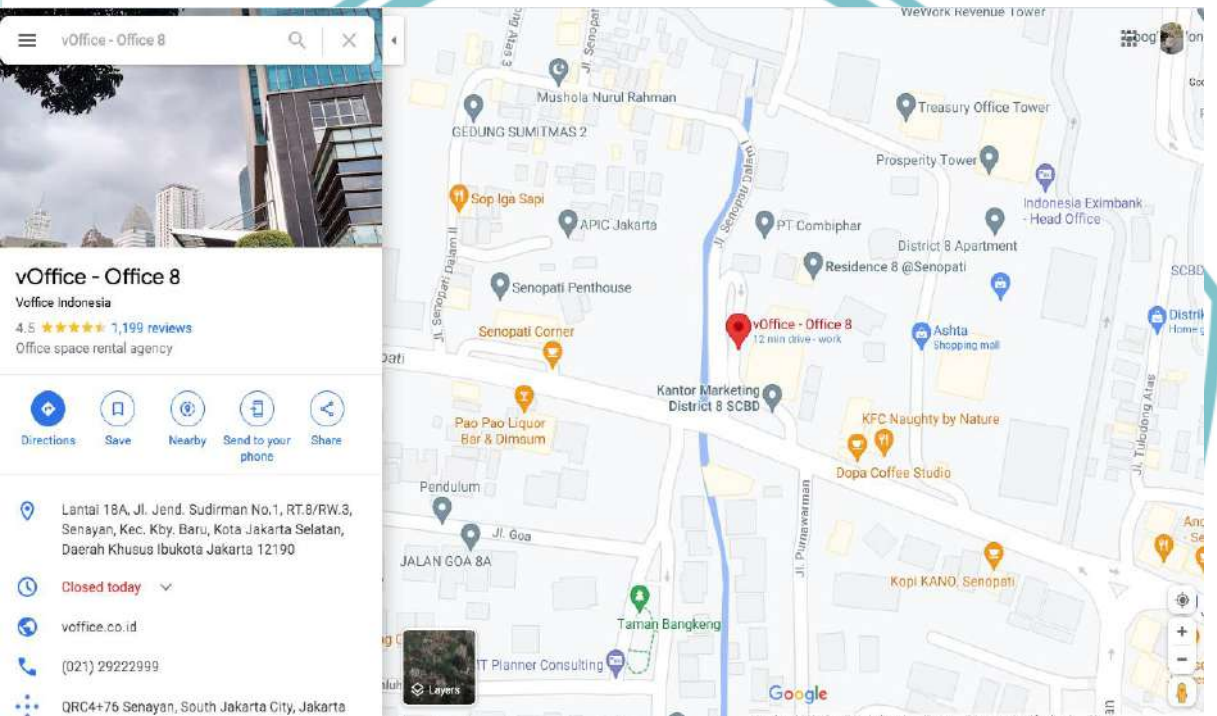 vOffice - Office 8
vOffice - Office 8
Voffice Indonesia
4.5
1,199 reviews
Office space rental agency
Directions
Save
Nearby
Send to your
phone
Share
Lantai 18A, Jl. Jend. Sudirman No.1, RT.8/RW.3,
Senayan, Kec. Kby. Baru, Kota Jakarta Selatan,
Daerah Khusus Ibukota Jakarta 12190
Closed today
voffice.co.id
(021) 29222999
QRC4+76 Senayan, South Jakarta City, Jakarta
WeWork Revenue Tower
Jl. Senopat
Mushola Nurul Rahman
GEDUNG SUMITMAS 2
Treasury Office Tower
Prosperity Tower
Indonesia Eximbank
- Head Office
Sop Iga Sapi
APIC Jakarta
Jl. Senopati Dalam I
PT Combiphar
District 8 Apartment
Residence 8 @Senopati
SCBD
Jl. Senopati Dalam II
Senopati Penthouse
Senopati Corner
vOffice - Office 8
12 min drive - work
Ashta
Shopping mall
Distrik
Home
pati
Kantor Marketing
District 8 SCBD
Pao Pao Liquor
Bar & Dimsum
KFC Naughty by Nature
Dopa Coffee Studio
Jl. Tulodong Atas
Pendulum
Jl. Goa
JALAN GOA 8A
Jl. Purnawarman
Kopi KANO, Senopati
Taman Bangkeng
IT Planner Consulting
Layers
Google